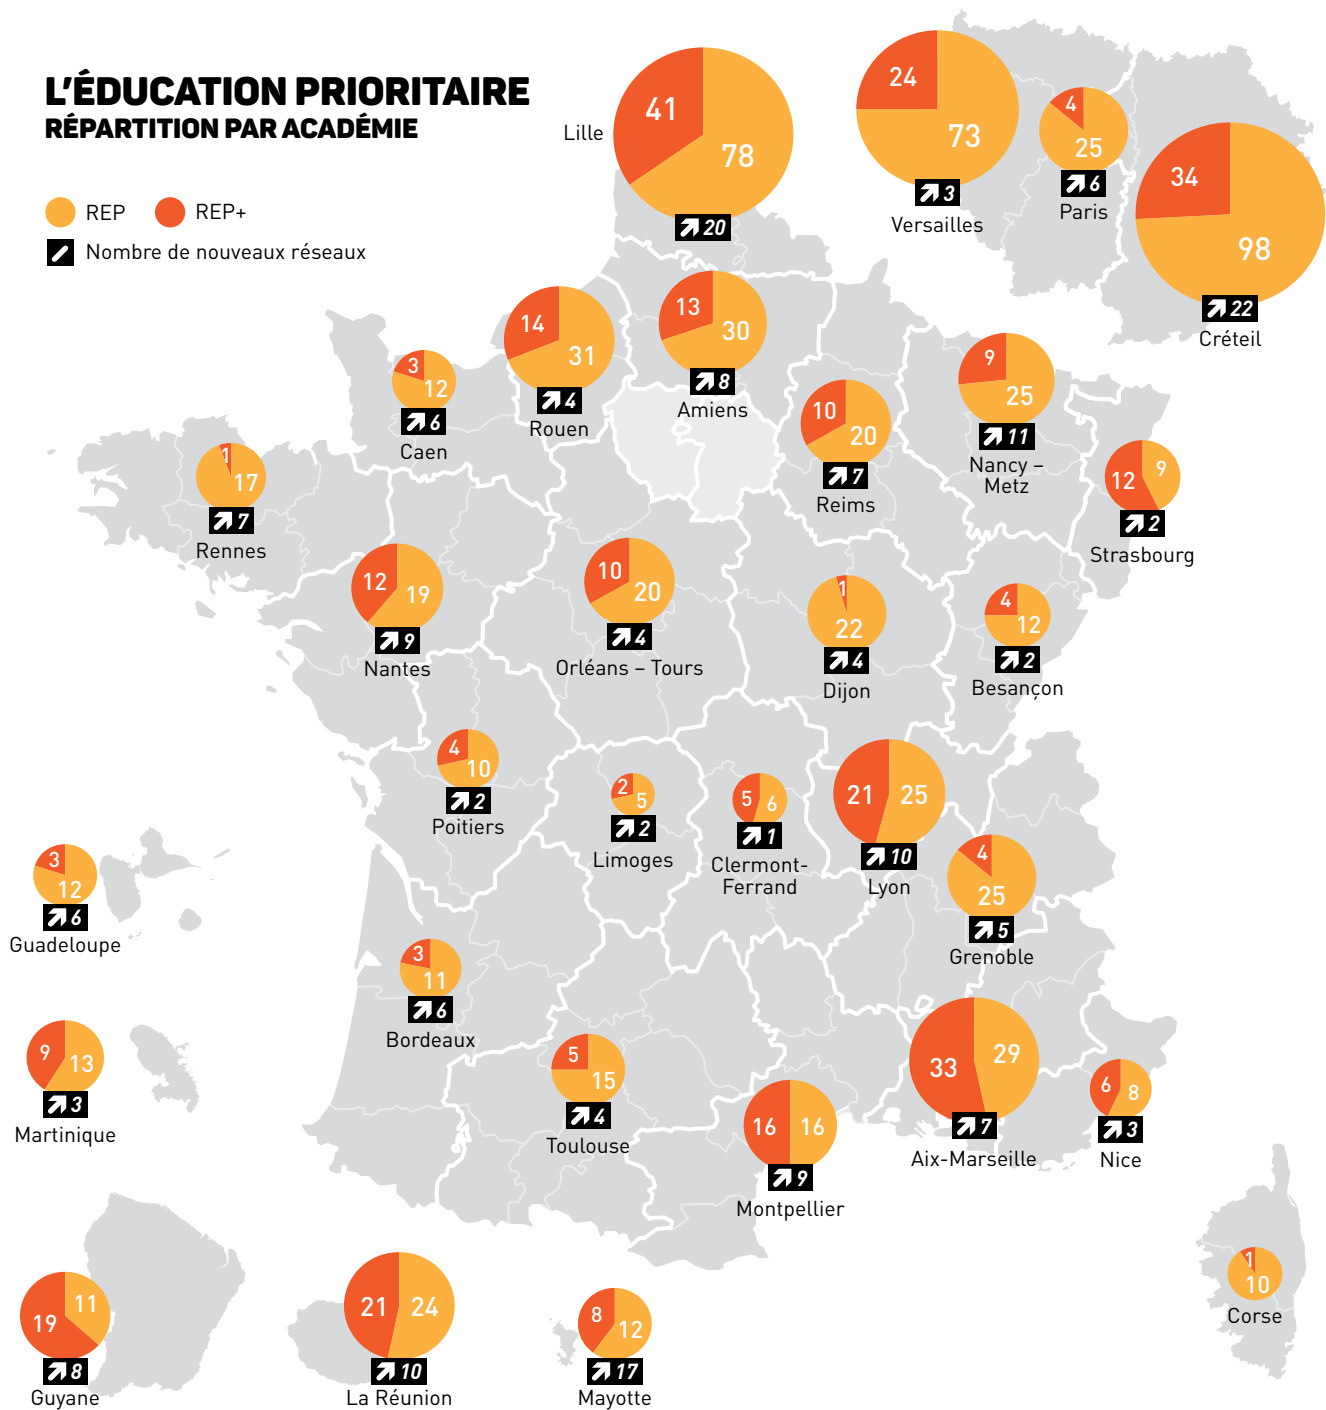 L'ÉDUCATION PRIORITAIRE
RÉPARTITION PAR ACADÉMIE
REP
REP+
Nombre de nouveaux réseaux
Lille
41
78
20
24
73
3
Versailles
4
25
6
Paris
34
98
22
Créteil
3
12
6
Caen
14
31
4
Rouen
13
30
8
Amiens
10
20
7
Reims
9
25
11
Nancy –
Metz
12
9
2
Strasbourg
1
17
7
Rennes
12
19
9
Nantes
10
20
4
Orléans – Tours
1
22
4
Dijon
4
12
2
Besançon
4
10
2
Poitiers
2
5
2
Limoges
5
6
1
Clermont-
Ferrand
21
25
10
Lyon
4
25
5
Grenoble
3
12
6
Guadeloupe
3
11
6
Bordeaux
9
13
3
Martinique
5
15
4
Toulouse
16
16
9
Montpellier
33
29
7
Aix-Marseille
6
8
3
Nice
1
10
Corse
19
11
8
Guyane
21
24
10
La Réunion
8
12
17
Mayotte